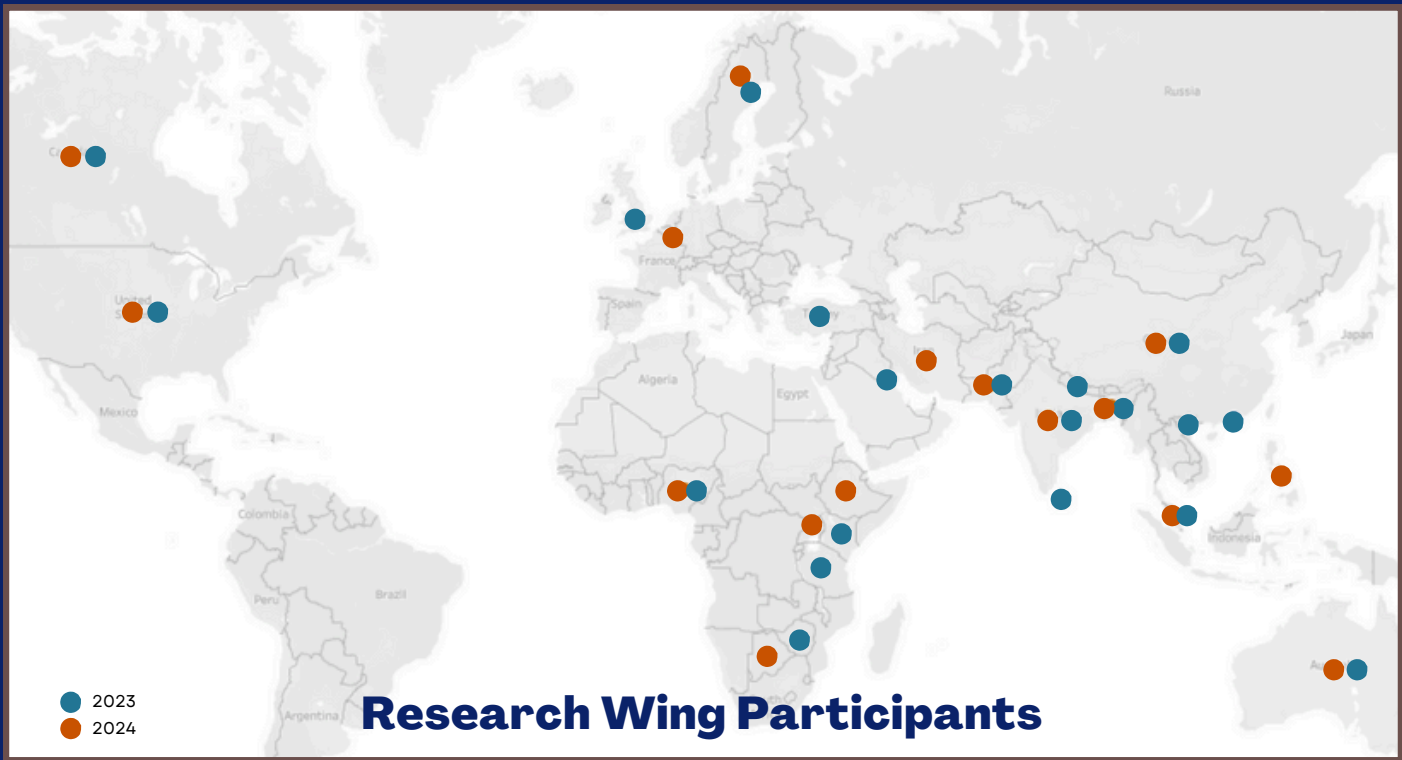 Russia
France
Spain
Japan
Algeria
Egypt
Mexico
Colombia
Indonesia
Peru
Brazil
Argentina
Research Wing Participants
2023
2024